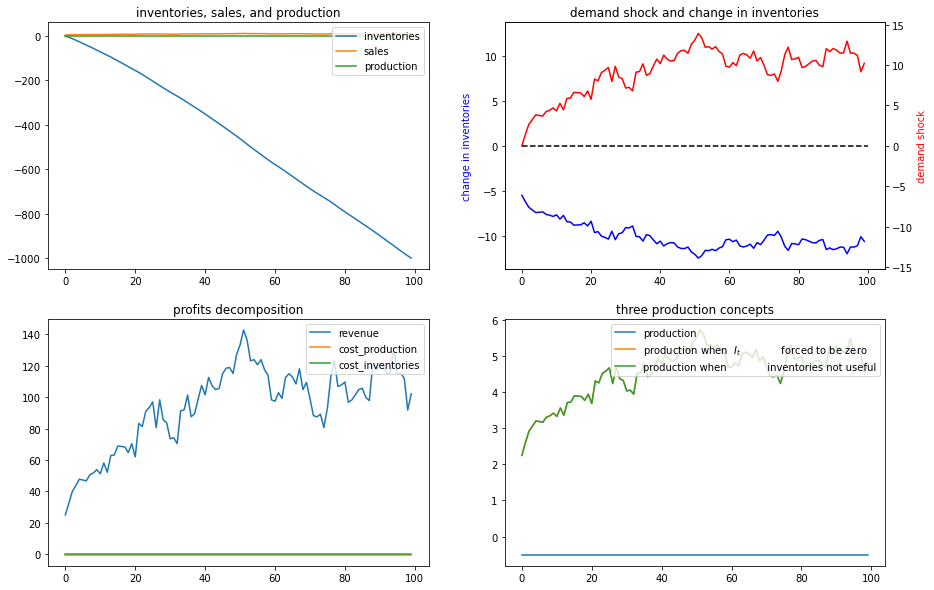 inventories, sales, and production
0
−200
−400
−600
−800
−1000
0 20 40 60 80 100
inventories
sales
production
demand shock and change in inventories
change in inventories
10
5
0
−5
−10
0 20 40 60 80 100
15
10
5
0
−5
−10
−15
demand shock
profits decomposition
140
120
100
80
60
40
20
0
0 20 40 60 80 100
revenue
cost_production
cost_inventories
three production concepts
6
5
4
3
2
1
0
0 20 40 60 80 100
production
production when I_t forced to be zero
production when inventories not useful